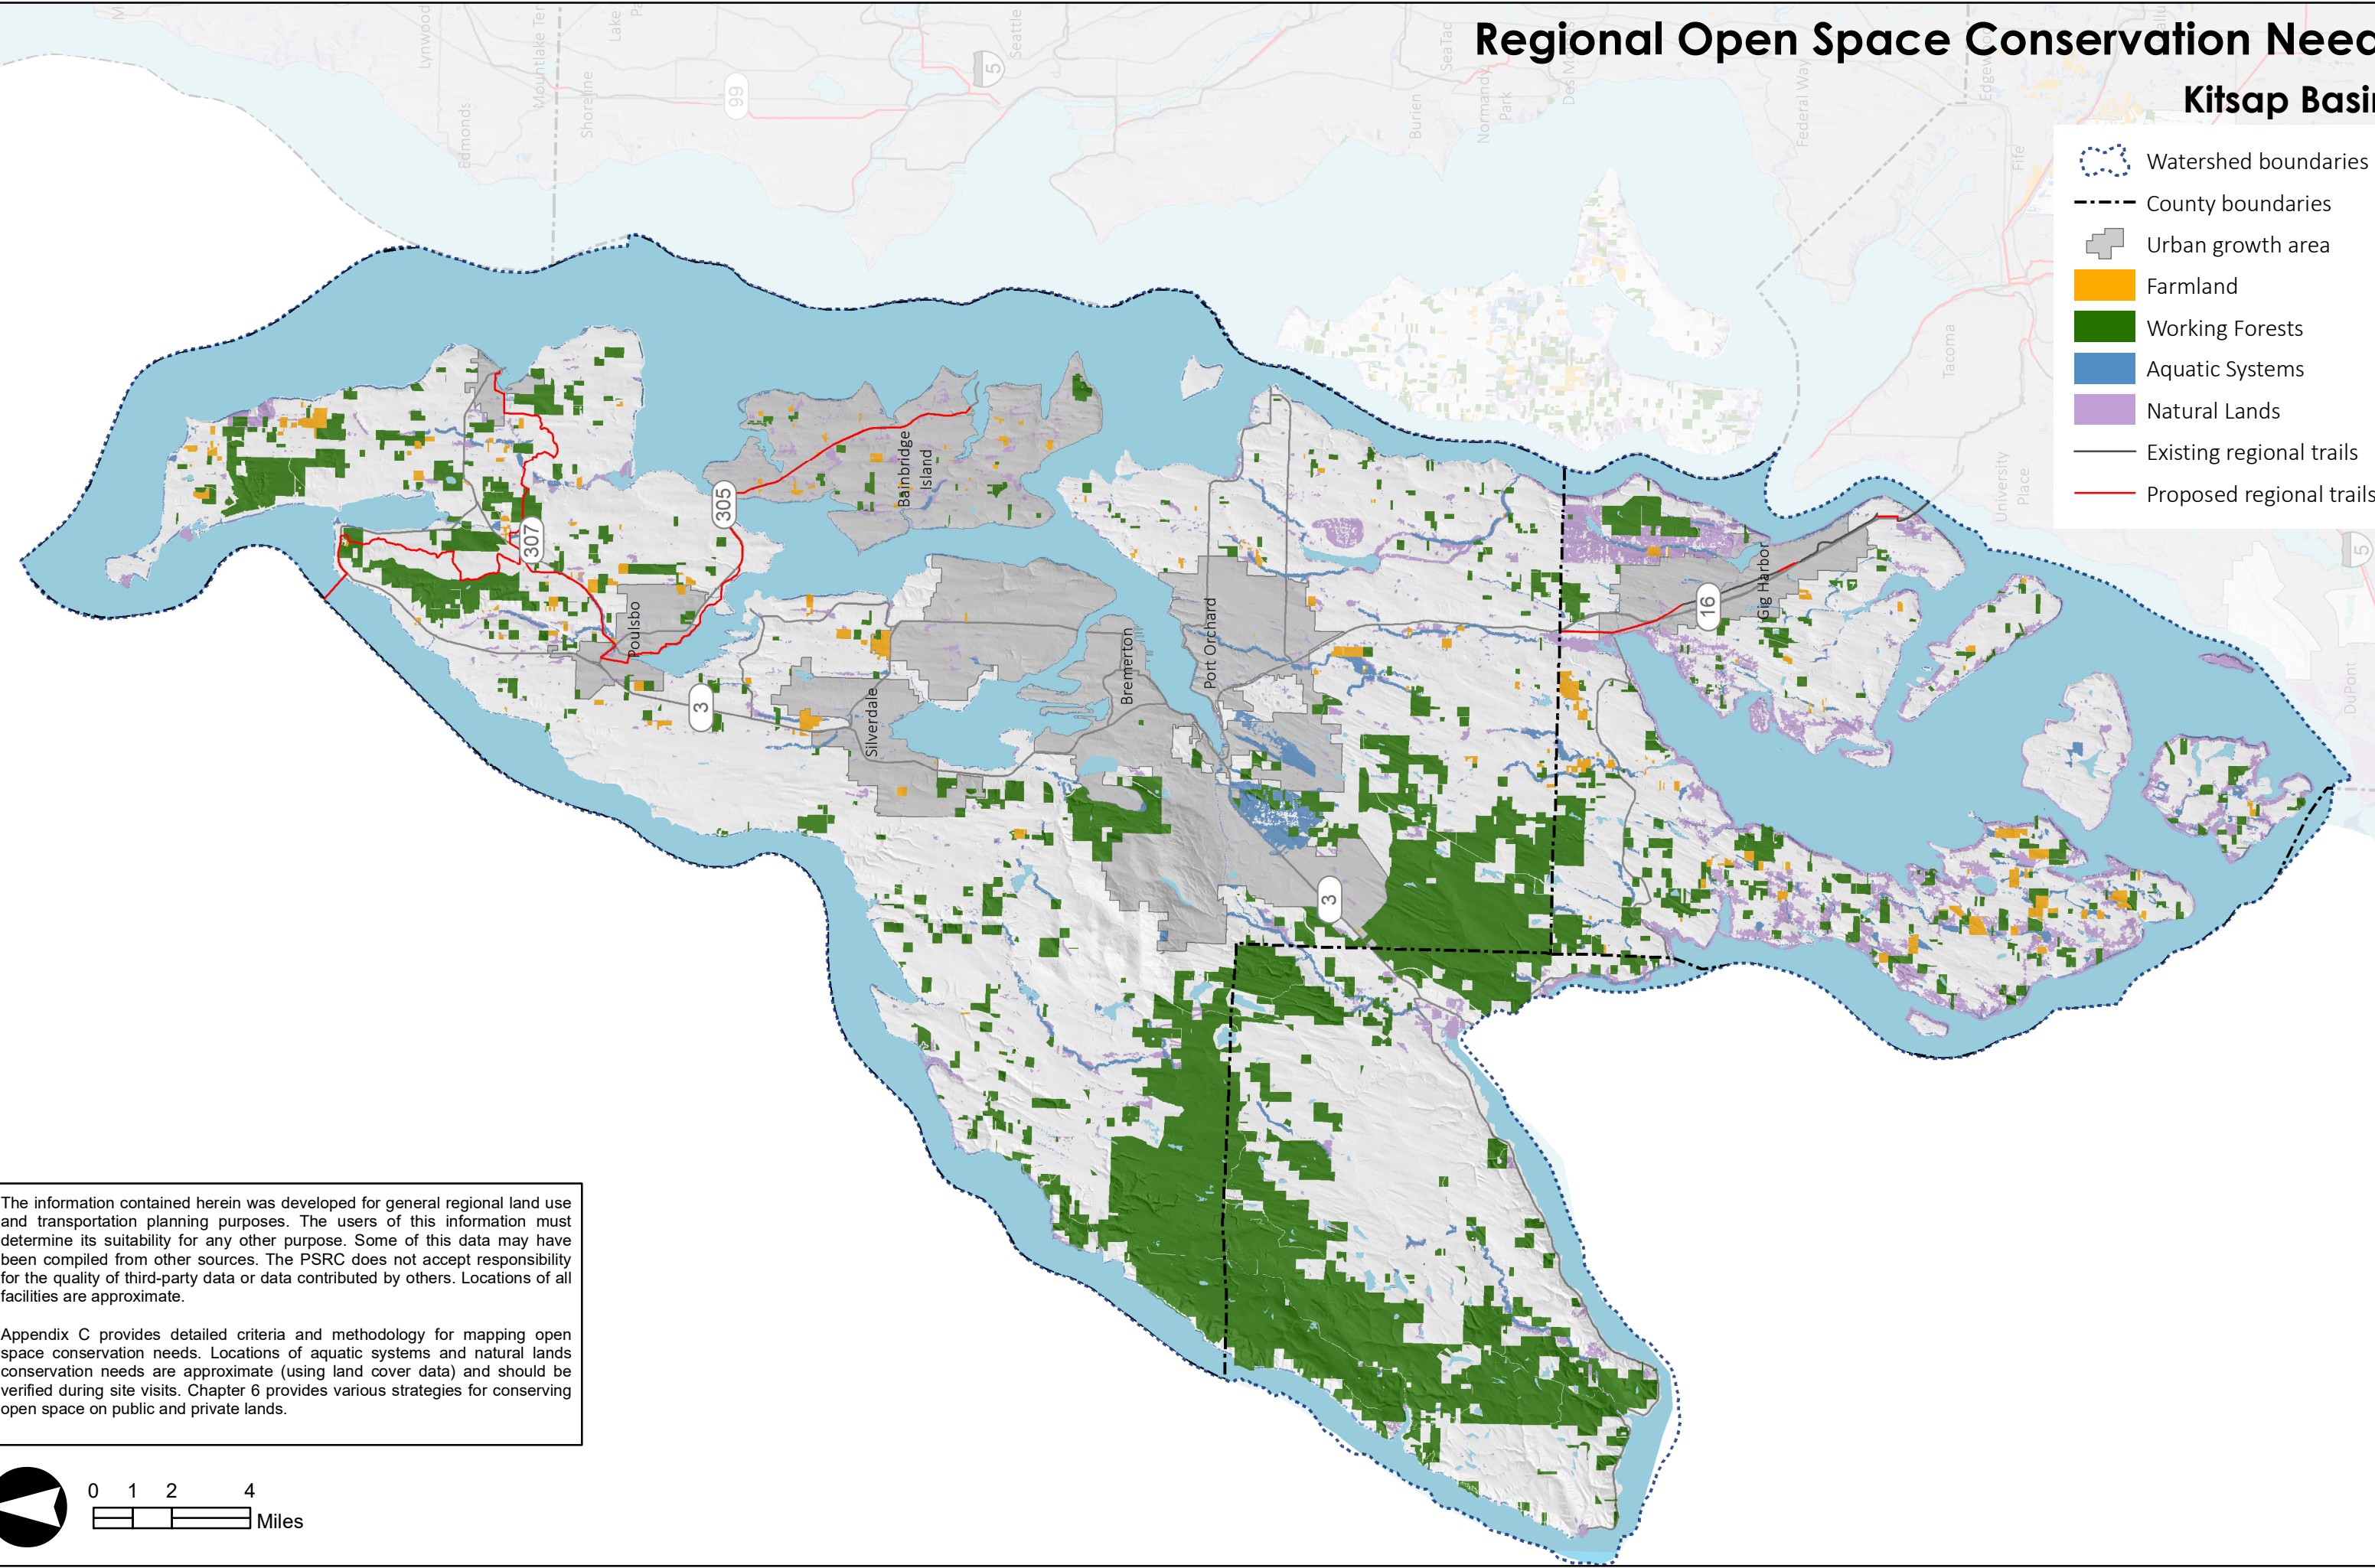 Regional Open Space Conservation Need
Kitsap Basin
Watershed boundaries
County boundaries
Urban growth area
Farmland
Working Forests
Aquatic Systems
Natural Lands
Existing regional trails
Proposed regional trails
Lynwood
Mountlake Ter
Lake
Edmonds
Shoreline
99
5
Seattle
SeaTac
Burien
Normandy
Park
Des Mo
Federal Way
Edgewo
Fife
Tacoma
University
Place
5
DuPont
307
305
Bainbridge
Island
Poulsbo
3
Silverdale
Bremerton
Port Orchard
16
Gig Harbor
3
The information contained herein was developed for general regional land use
and transportation planning purposes. The users of this information must
determine its suitability for any other purpose. Some of this data may have
been compiled from other sources. The PSRC does not accept responsibility
for the quality of third-party data or data contributed by others. Locations of all
facilities are approximate.
Appendix C provides detailed criteria and methodology for mapping open
space conservation needs. Locations of aquatic systems and natural lands
conservation needs are approximate (using land cover data) and should be
verified during site visits. Chapter 6 provides various strategies for conserving
open space on public and private lands.
0 1 2 4
Miles